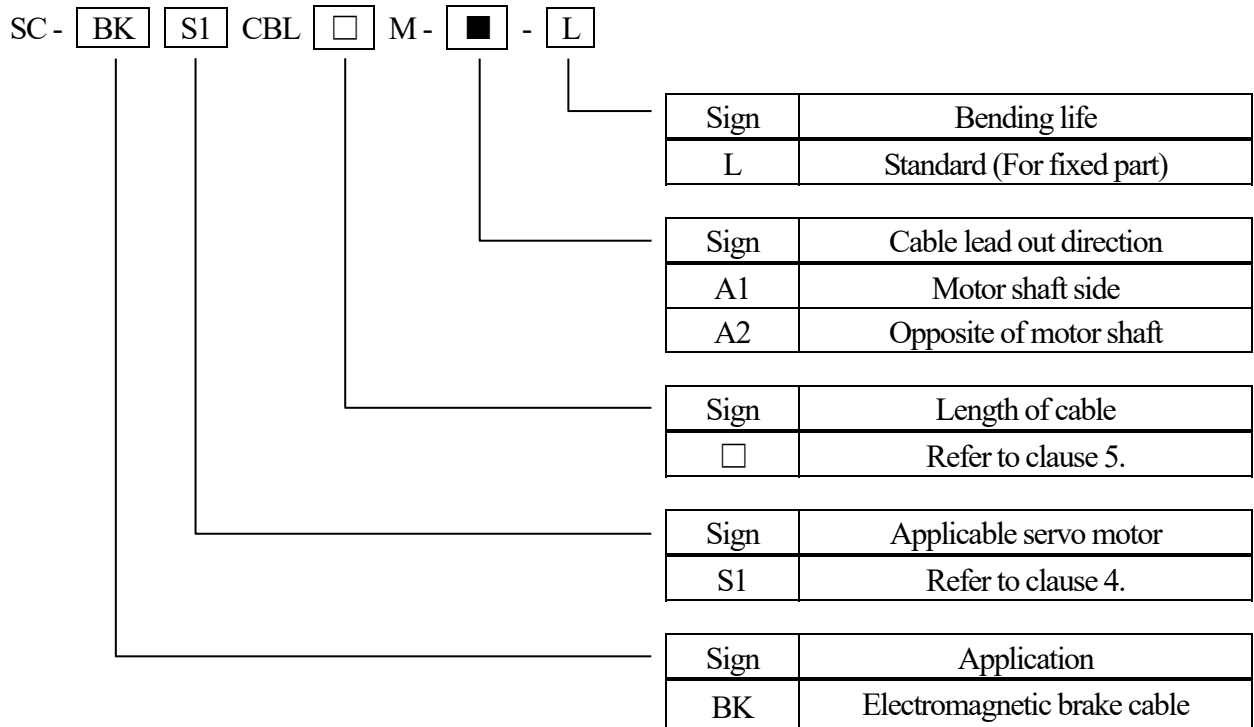 SC - BK S1 CBL □ M - ■ - L
Sign Bending life
L Standard (For fixed part)
Sign Cable lead out direction
A1 Motor shaft side
A2 Opposite of motor shaft
Sign Length of cable
□ Refer to clause 5.
Sign Applicable servo motor
S1 Refer to clause 4.
Sign Application
BK Electromagnetic brake cable